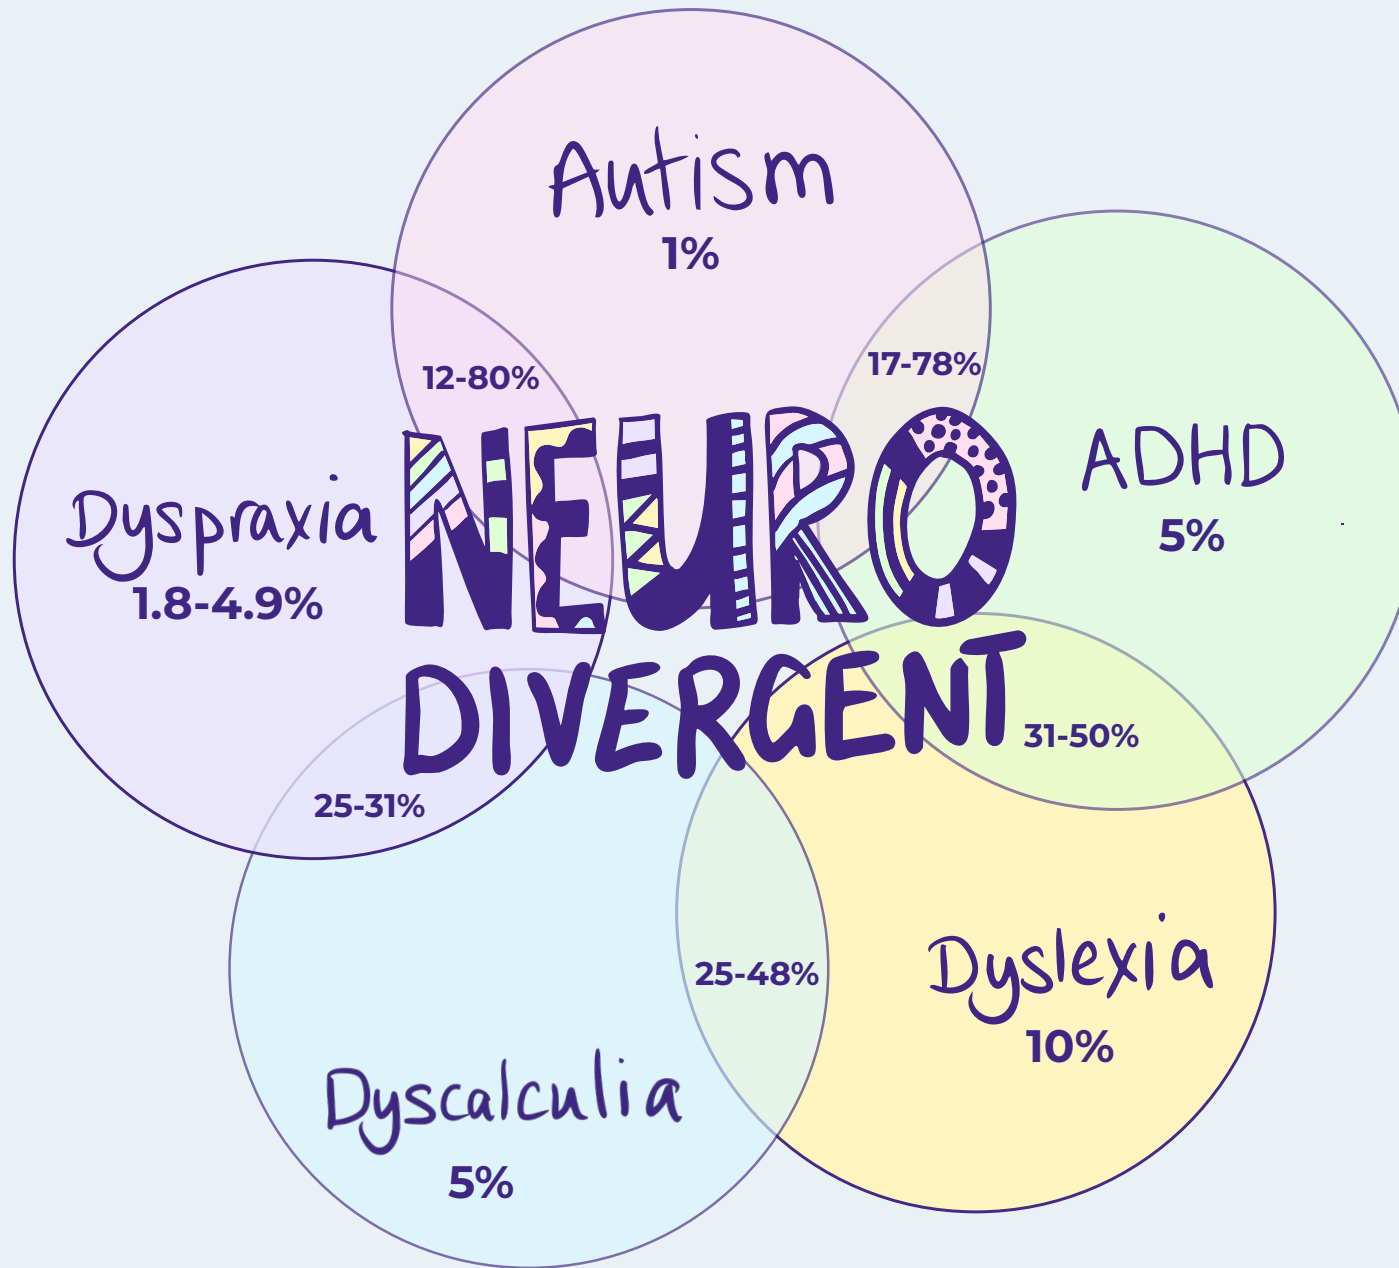 Autism
1%
12-80%
17-78%
NEURO
DIVERGENT
ADHD
5%
Dyspraxia
1.8-4.9%
31-50%
25-31%
25-48%
Dyslexia
10%
Dyscalculia
5%